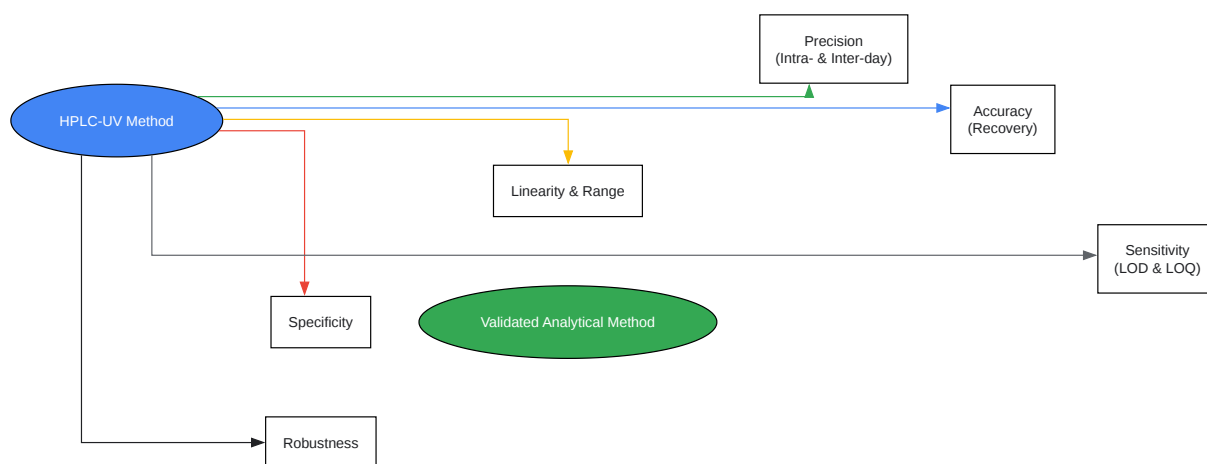 Precision
(Intra- & Inter-day)
HPLC-UV Method
Accuracy
(Recovery)
Linearity & Range
Sensitivity
(LOD & LOQ)
Specificity
Validated Analytical Method
Robustness